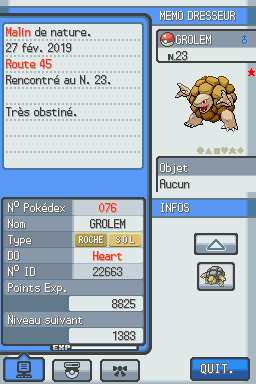 MEMO DRESSEUR
Malin de nature.
27 fév. 2019
Route 45
Rencontré au N. 23.
Très obstiné.
GROLEM ♂
N.23
Objet
Aucun
Nº Pokédex 076
Nom GROLEM
Type ROCHE SOL
DO Heart
Nº ID 22663
Points Exp.
8825
Niveau suivant
1383
EXP
INFOS
QUIT.